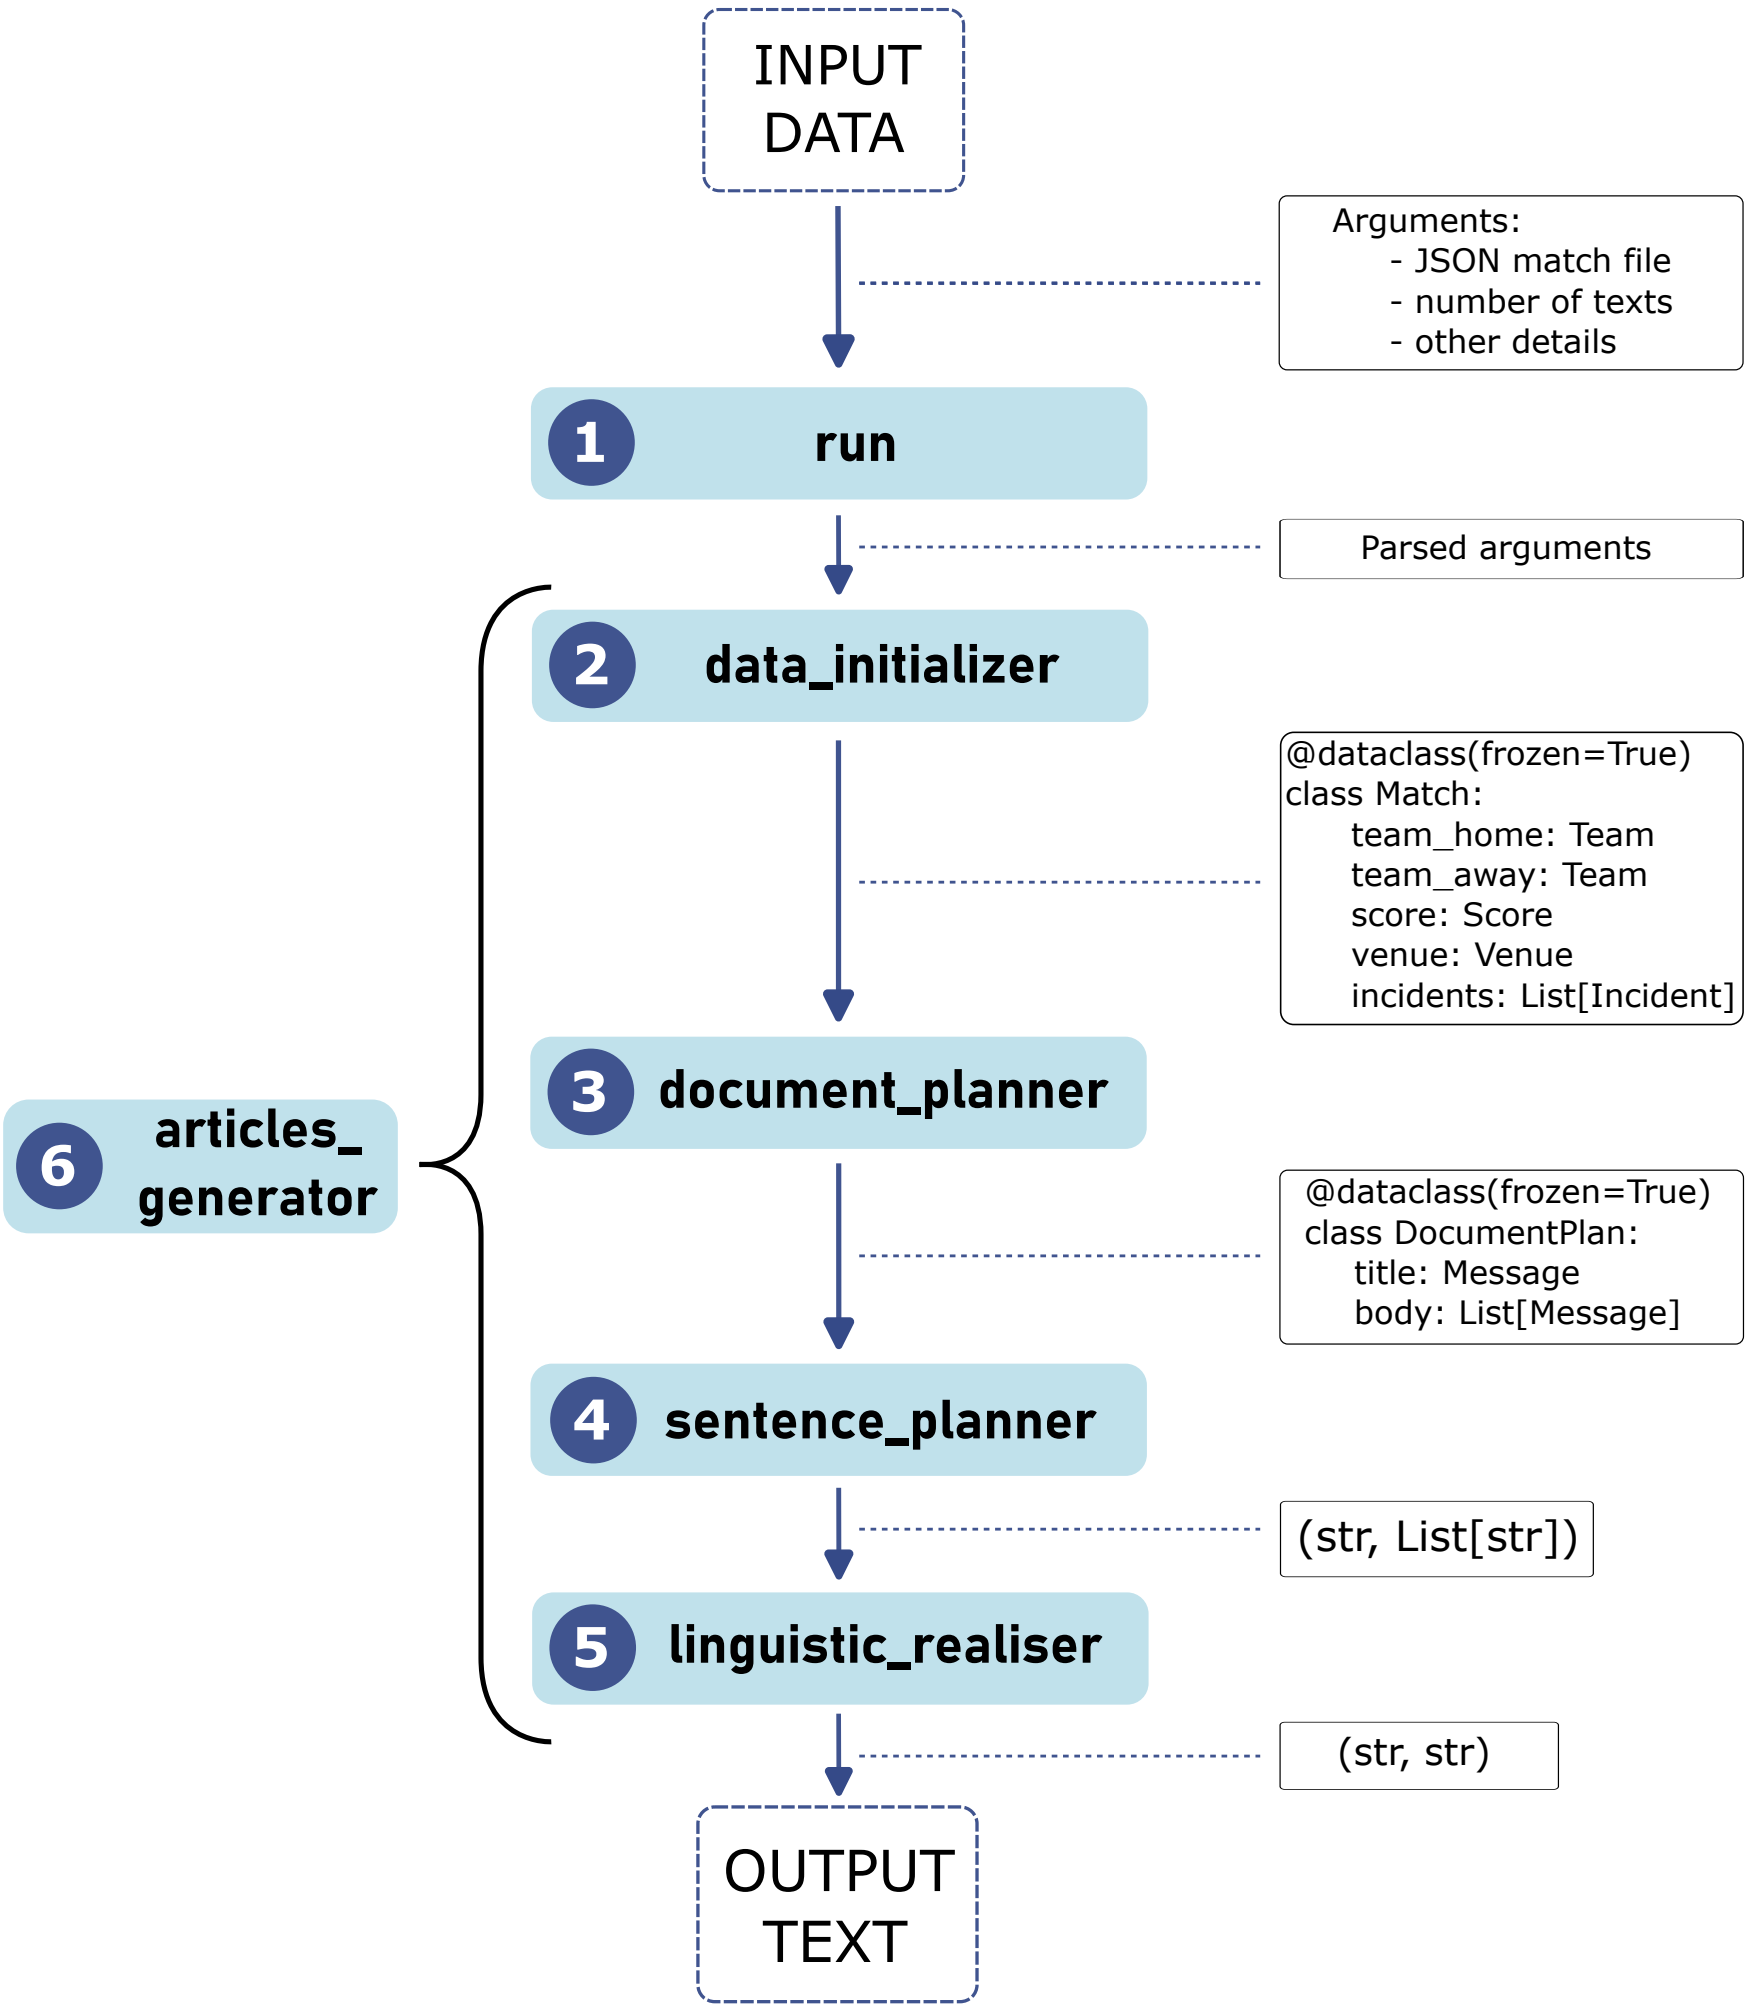 INPUT
DATA
Arguments:
- JSON match file
- number of texts
- other details
1
run
Parsed arguments
2
data_initializer
@dataclass(frozen=True)
class Match:
team_home: Team
team_away: Team
score: Score
venue: Venue
incidents: List[Incident]
3
document_planner
6
articles_
generator
@dataclass(frozen=True)
class DocumentPlan:
title: Message
body: List[Message]
4
sentence_planner
(str, List[str])
5
linguistic_realiser
(str, str)
OUTPUT
TEXT